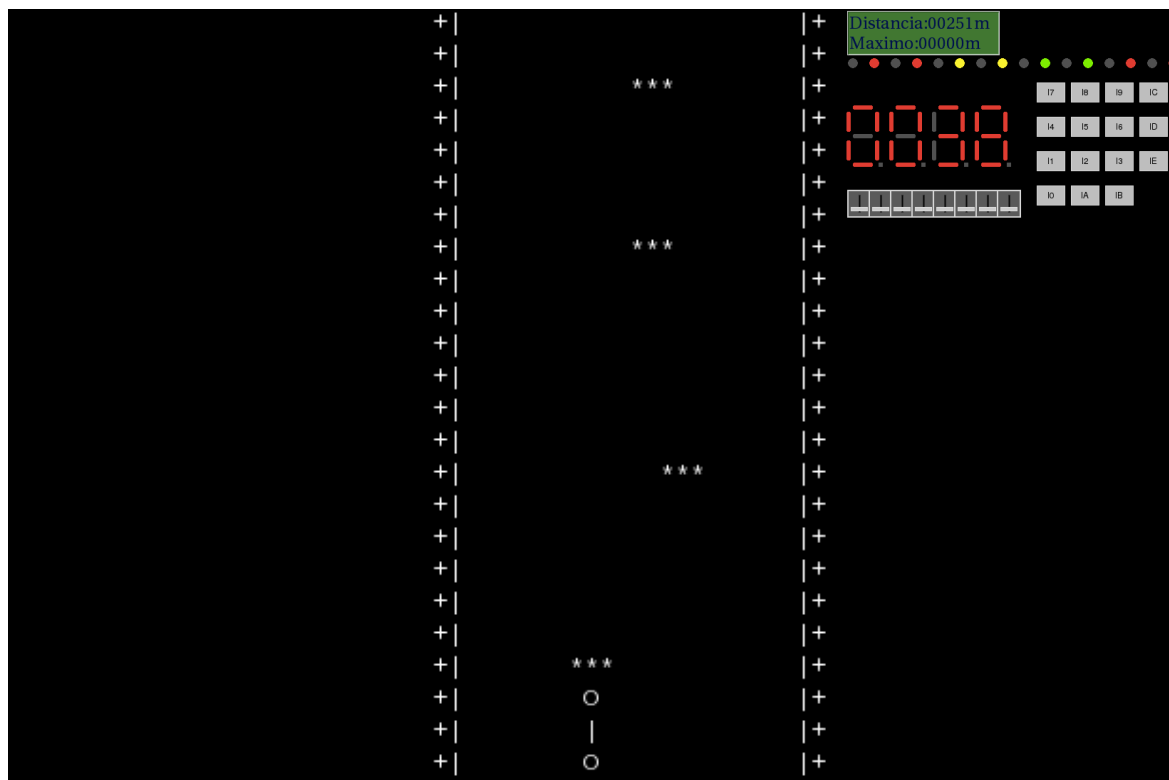 +| |+
+| |+
+| *** |+
+| |+
+| |+
+| |+
+| |+
+| *** |+
+| |+
+| |+
+| |+
+| |+
+| |+
+| |+
+| *** |+
+| |+
+| |+
+| |+
+| |+
+| |+
+| *** |+
+| O |+
+| | |+
+| O |+
Distancia:00251m
Maximo:00000m
0038
I7 I8 I9 IC
I4 I5 I6 ID
I1 I2 I3 IE
I0 IA IB